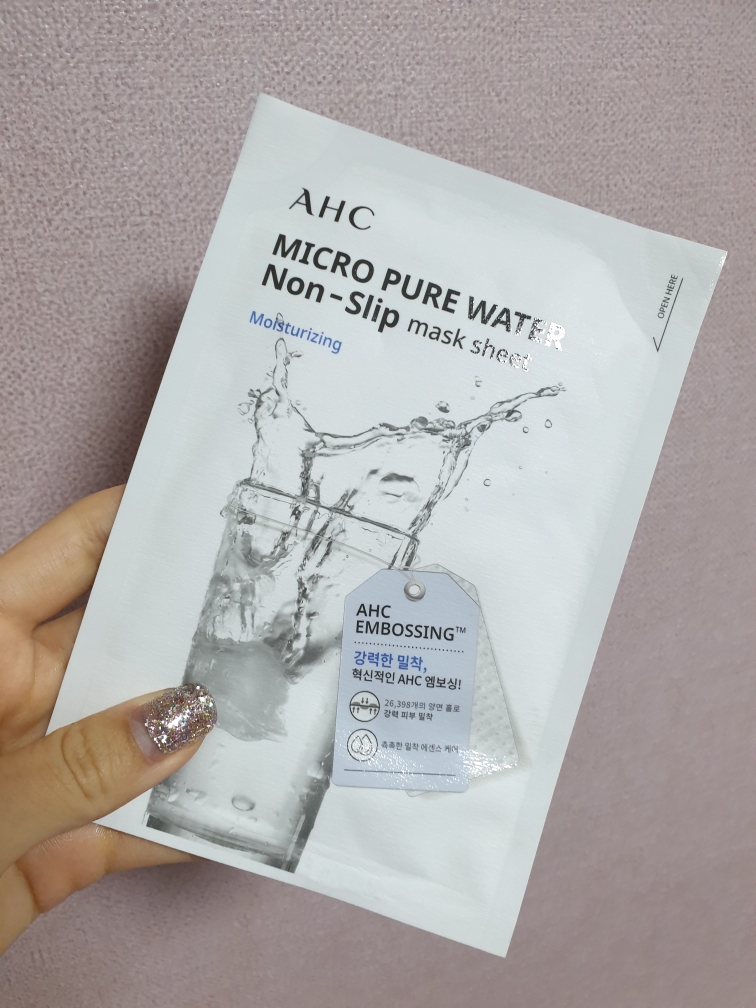 AHC
MICRO PURE WATER
Non-Slip mask sheet
Moisturizing
OPEN HERE
AHC
EMBOSSING™
강력한 밀착,
혁신적인 AHC 엠보싱!
26,398개의 양면 홀로
강력 피부 밀착
촉촉한 밀착 에센스 케어